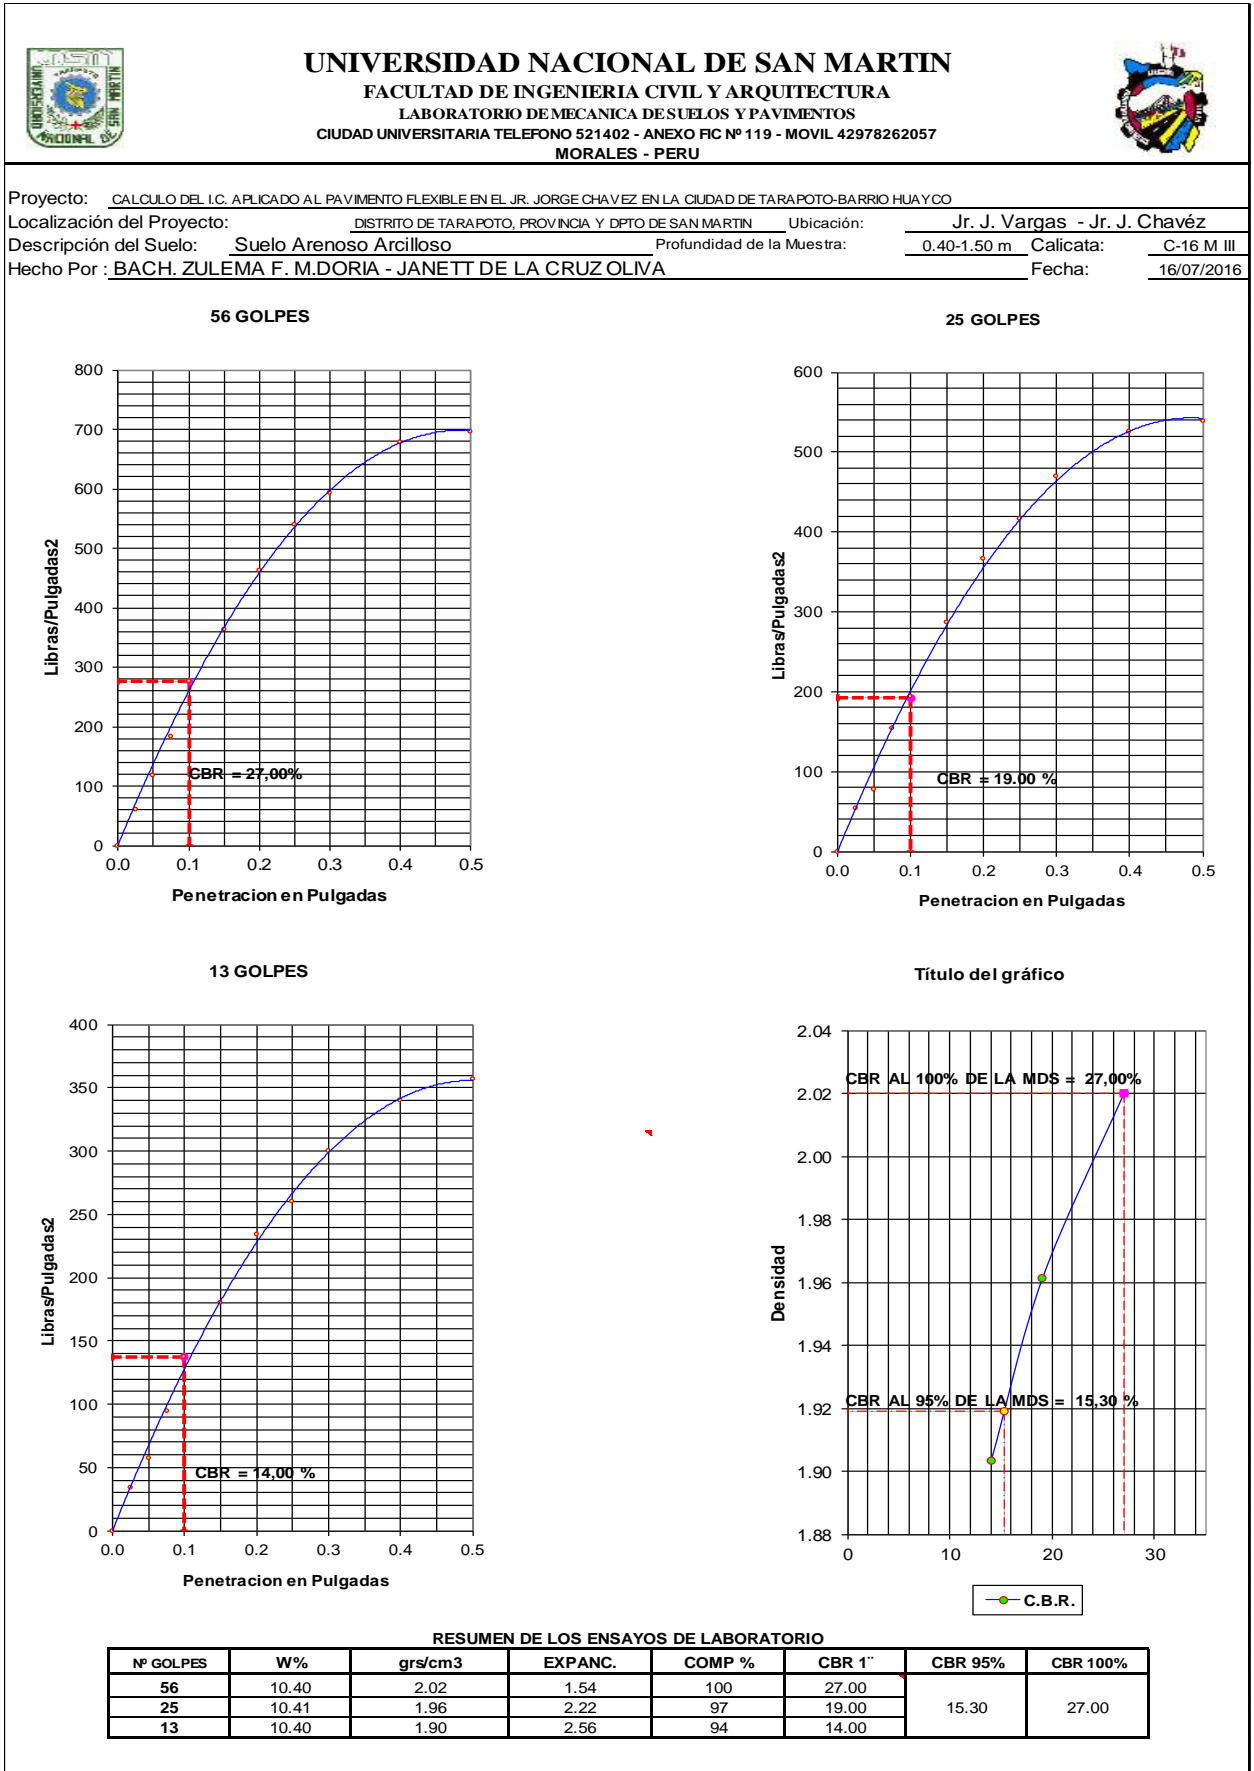 UNIVERSIDAD NACIONAL DE SAN MARTIN
FACULTAD DE INGENIERIA CIVIL Y ARQUITECTURA
LABORATORIO DE MECANICA DE SUELOS Y PAVIMENTOS
CIUDAD UNIVERSITARIA TELEFONO 521402 - ANEXO FIC Nº 119 - MOVIL 42978262057
MORALES - PERU
Proyecto: CALCULO DEL I.C. APLICADO AL PAVIMENTO FLEXIBLE EN EL JR. JORGE CHAVEZ EN LA CIUDAD DE TARAPOTO-BARRIO HUAYCO
Localización del Proyecto: DISTRITO DE TARAPOTO, PROVINCIA Y DPTO DE SAN MARTIN Ubicación: Jr. J. Vargas - Jr. J. Chavéz
Descripción del Suelo: Suelo Arenoso Arcilloso Profundidad de la Muestra: 0.40-1.50 m Calicata: C-16 M III
Hecho Por : BACH. ZULEMA F. M.DORIA - JANETT DE LA CRUZ OLIVA Fecha: 16/07/2016
56 GOLPES
800
700
600
500
400
300
200
100
0
Libras/Pulgadas2
CBR = 27,00%
0.0 0.1 0.2 0.3 0.4 0.5
Penetracion en Pulgadas
25 GOLPES
600
500
400
300
200
100
0
Libras/Pulgadas2
CBR = 19.00 %
0.0 0.1 0.2 0.3 0.4 0.5
Penetracion en Pulgadas
13 GOLPES
400
350
300
250
200
150
100
50
0
Libras/Pulgadas2
CBR = 14,00 %
0.0 0.1 0.2 0.3 0.4 0.5
Penetracion en Pulgadas
Título del gráfico
2.04
2.02
2.00
1.98
1.96
1.94
1.92
1.90
1.88
Densidad
CBR AL 100% DE LA MDS = 27,00%
CBR AL 95% DE LA MDS = 15,30 %
0 10 20 30
C.B.R.
RESUMEN DE LOS ENSAYOS DE LABORATORIO
Nº GOLPES W% grs/cm3 EXPANC. COMP % CBR 1¨ CBR 95% CBR 100%
56 10.40 2.02 1.54 100 27.00
25 10.41 1.96 2.22 97 19.00 15.30 27.00
13 10.40 1.90 2.56 94 14.00